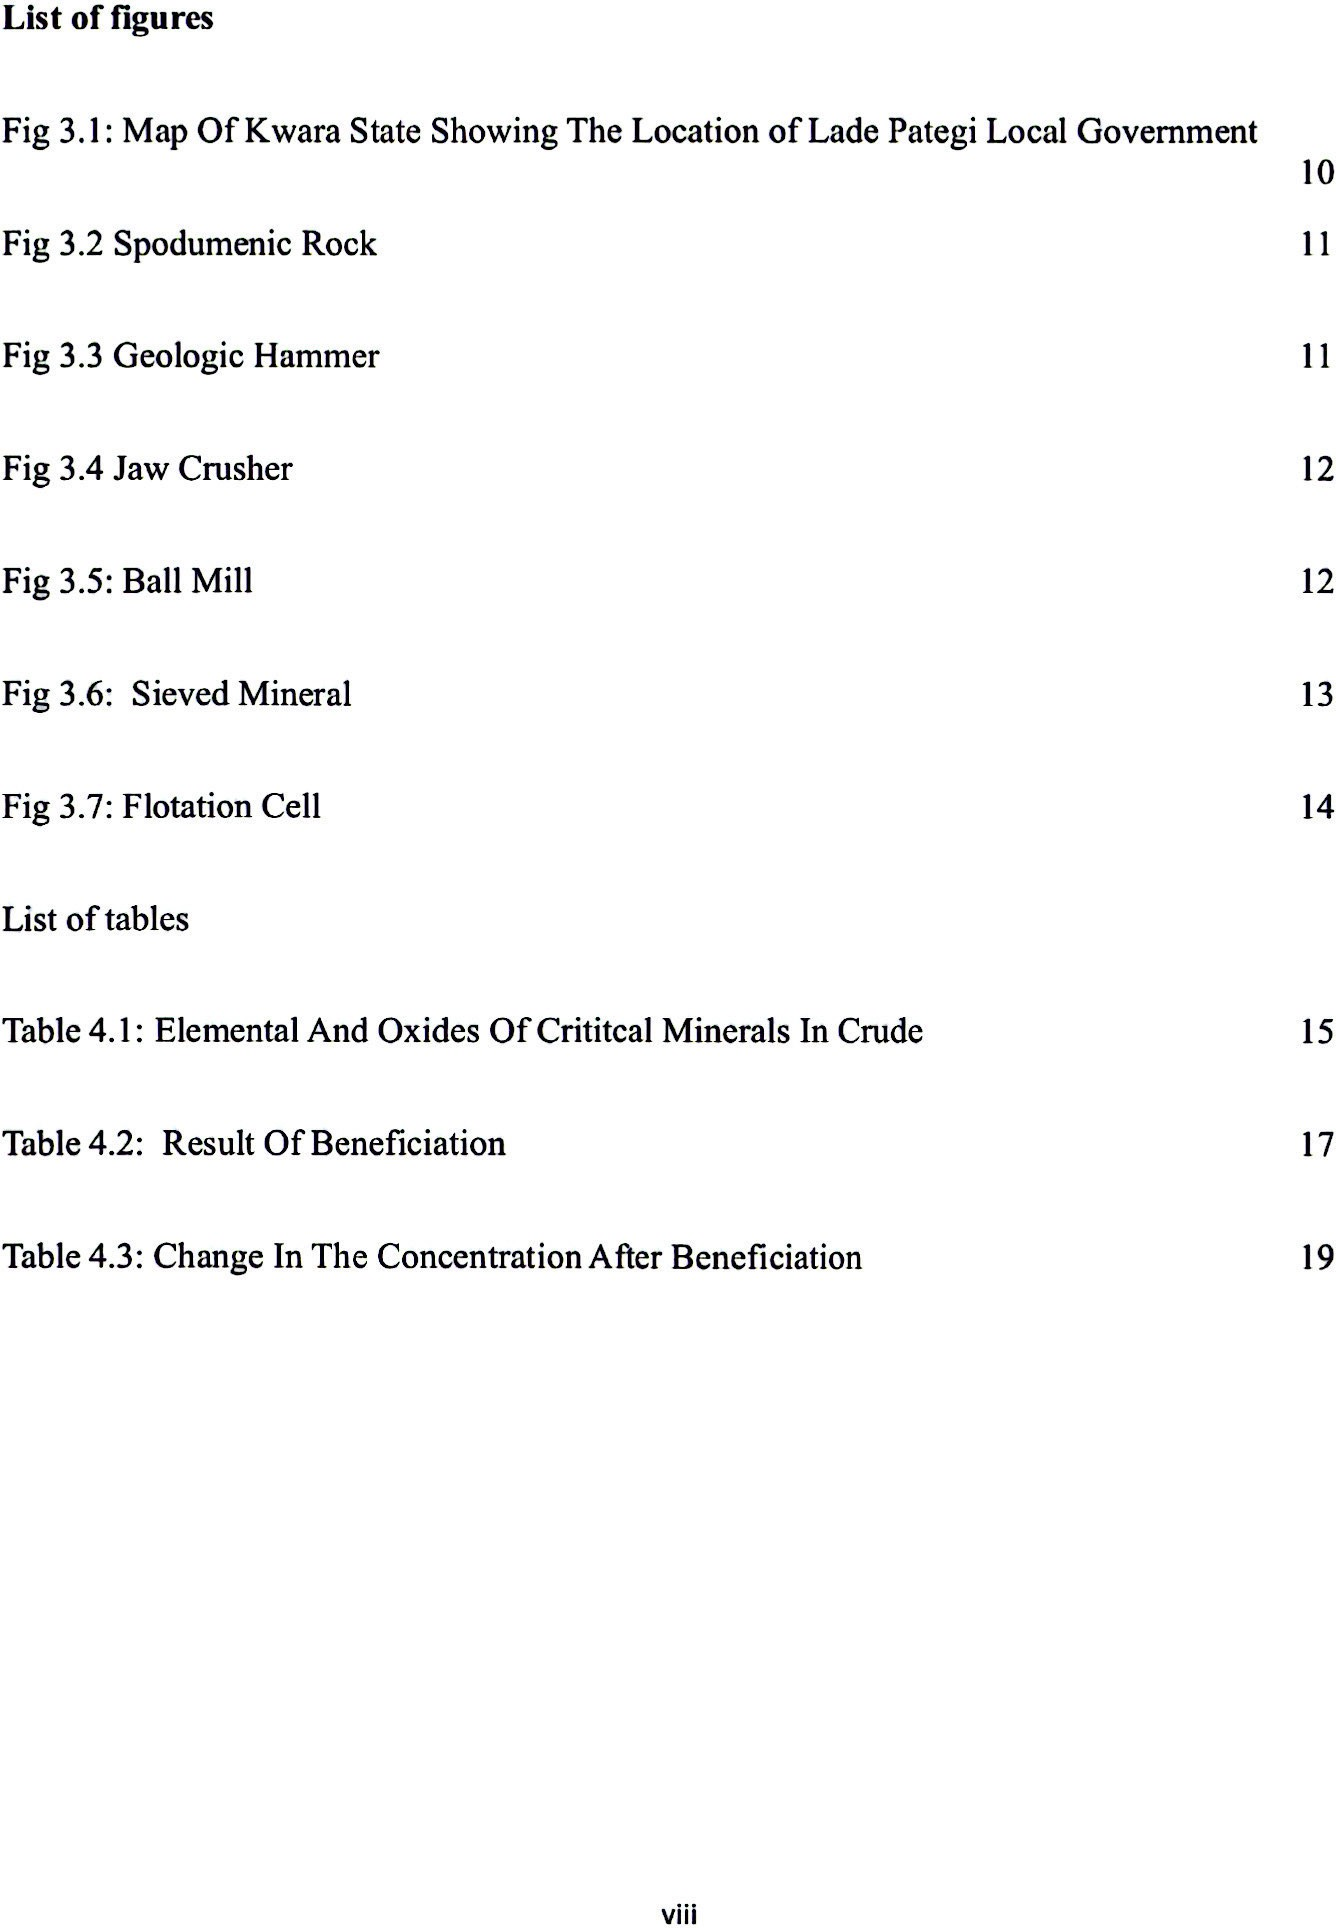 List of figures
Fig 3.1: Map Of Kwara State Showing The Location of Lade Pategi Local Government
10
Fig 3.2 Spodumenic Rock 11
Fig 3.3 Geologic Hammer 11
Fig 3.4 Jaw Crusher 12
Fig 3.5: Ball Mill 12
Fig 3.6:  Sieved Mineral 13
Fig 3.7: Flotation Cell 14
List of tables
Table 4.1: Elemental And Oxides Of Crititcal Minerals In Crude 15
Table 4.2:  Result Of Beneficiation 17
Table 4.3: Change In The Concentration After Beneficiation 19
viii